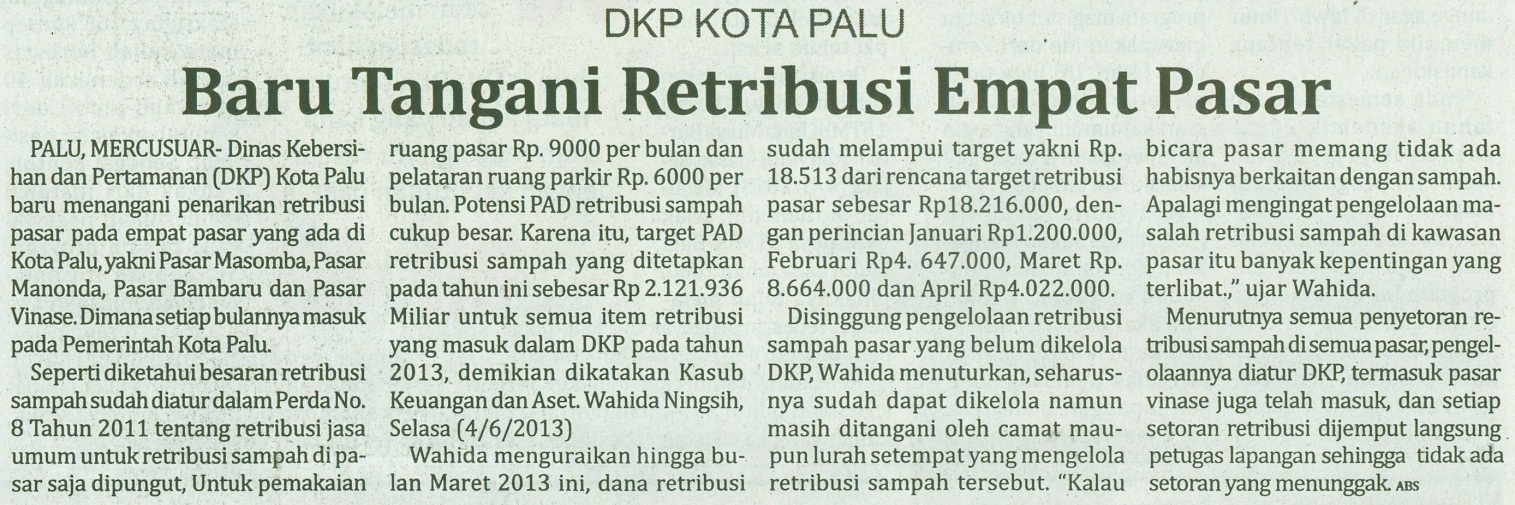 DKP KOTA PALU
Baru Tangani Retribusi Empat Pasar
PALU, MERCUSUAR- Dinas Kebersi-
han dan Pertamanan (DKP) Kota Palu
baru menangani penarikan retribusi
pasar pada empat pasar yang ada di
Kota Palu, yakni Pasar Masomba, Pasar
Manonda, Pasar Bambaru dan Pasar
Vinase. Dimana setiap bulannya masuk
pada Pemerintah Kota Palu.
Seperti diketahui besaran retribusi
sampah sudah diatur dalam Perda No.
8 Tahun 2011 tentang retribusi jasa
umum untuk retribusi sampah di pa-
sar saja dipungut, Untuk pemakaian
ruang pasar Rp. 9000 per bulan dan
pelataran ruang parkir Rp. 6000 per
bulan. Potensi PAD retribusi sampah
cukup besar. Karena itu, target PAD
retribusi sampah yang ditetapkan
pada tahun ini sebesar Rp 2.121.936
Miliar untuk semua item retribusi
yang masuk dalam DKP pada tahun
2013, demikian dikatakan Kasub
Keuangan dan Aset. Wahida Ningsih,
Selasa (4/6/2013)
Wahida menguraikan hingga bu-
lan Maret 2013 ini, dana retribusi
sudah melampui target yakni Rp.
18.513 dari rencana target retribusi
pasar sebesar Rp18.216.000, den-
gan perincian Januari Rp1.200.000,
Februari Rp4. 647.000, Maret Rp.
8.664.000 dan April Rp4.022.000.
Disinggung pengelolaan retribusi
sampah pasar yang belum dikelola
DKP, Wahida menuturkan, seharus-
nya sudah dapat dikelola namun
masih ditangani oleh camat mau-
pun lurah setempat yang mengelola
retribusi sampah tersebut. “Kalau
bicara pasar memang tidak ada
habisnya berkaitan dengan sampah.
Apalagi mengingat pengelolaan ma-
salah retribusi sampah di kawasan
pasar itu banyak kepentingan yang
terlibat.,” ujar Wahida.
Menurutnya semua penyetoran re-
tribusi sampah di semua pasar, pengel-
olaannya diatur DKP, termasuk pasar
vinase juga telah masuk, dan setiap
setoran retribusi dijemput langsung
petugas lapangan sehingga tidak ada
setoran yang menunggak. ABS